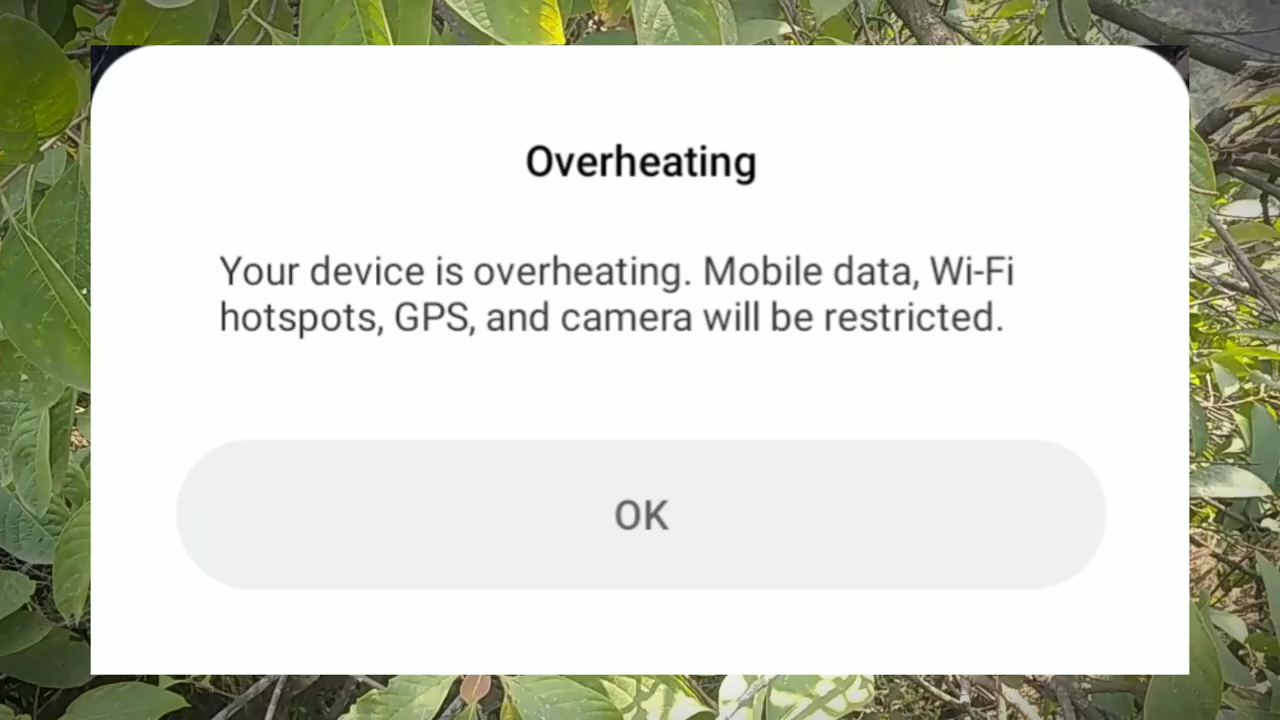 Overheating
Your device is overheating. Mobile data, Wi-Fi
hotspots, GPS, and camera will be restricted.
OK